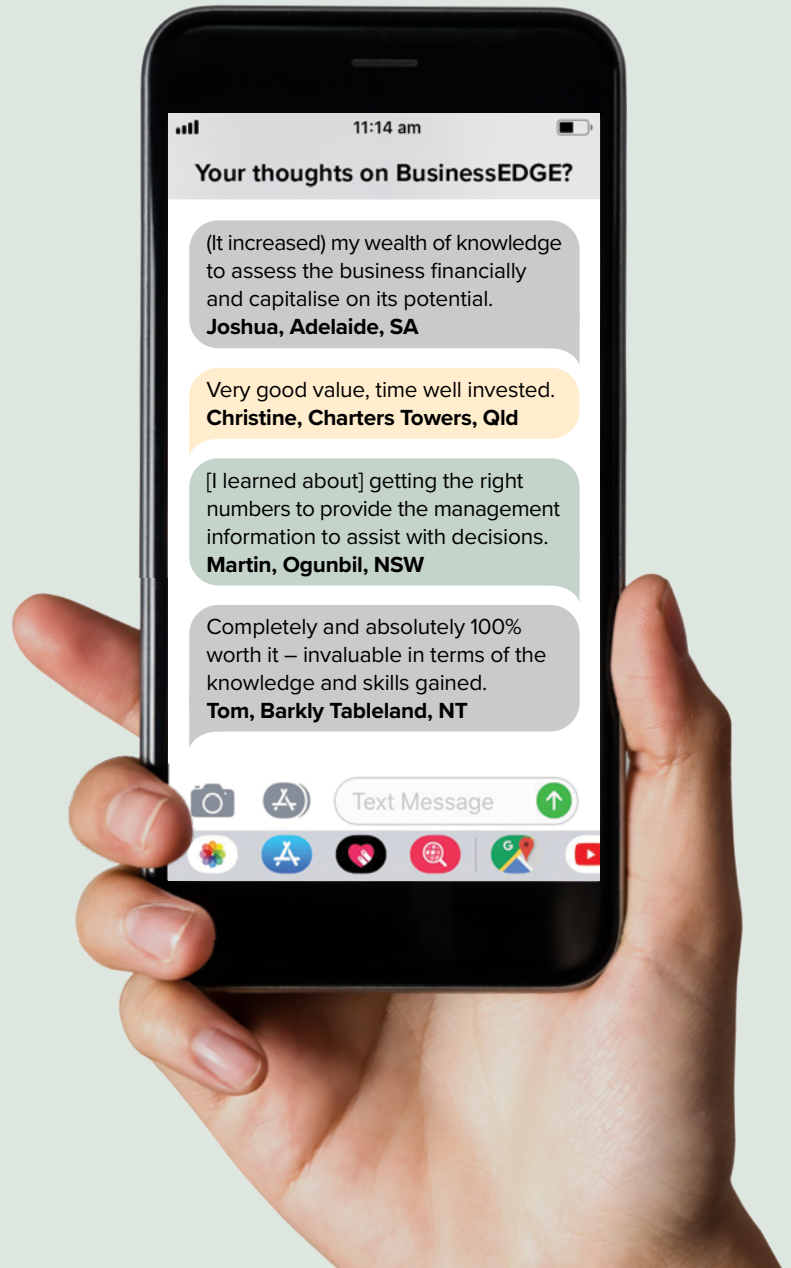 11:14 am
Your thoughts on BusinessEDGE?
(It increased) my wealth of knowledge
to assess the business financially
and capitalise on its potential.
Joshua, Adelaide, SA
Very good value, time well invested.
Christine, Charters Towers, Qld
[I learned about] getting the right
numbers to provide the management
information to assist with decisions.
Martin, Ogunbil, NSW
Completely and absolutely 100%
worth it – invaluable in terms of the
knowledge and skills gained.
Tom, Barkly Tableland, NT
Text Message
G